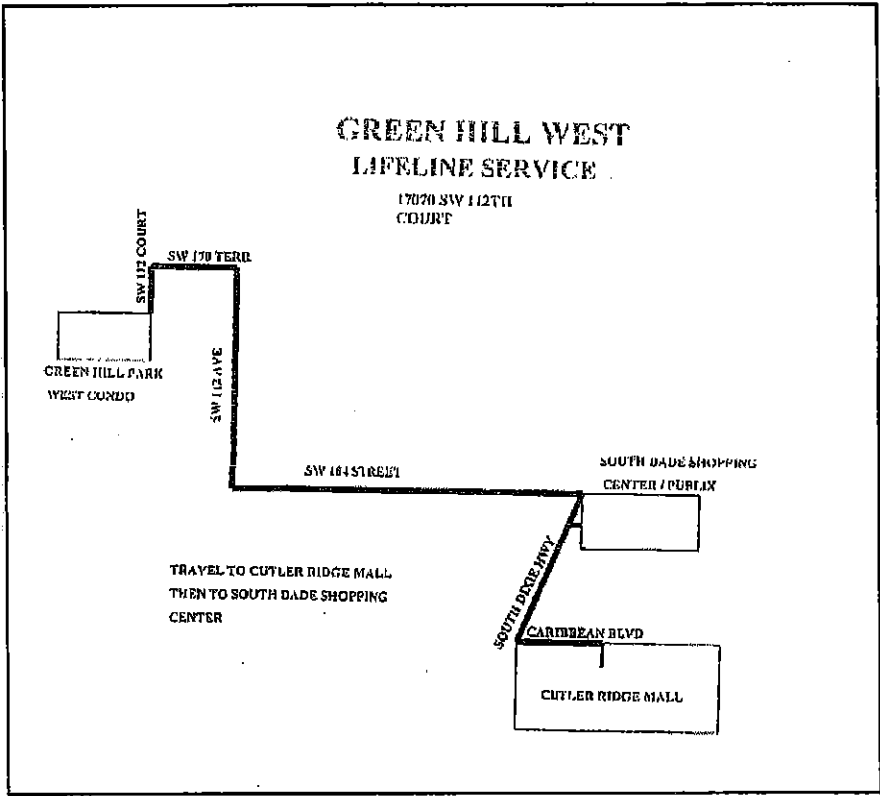 GREEN HILL WEST
LIFELINE SERVICE
17070 SW 112TH
COURT
SW 112 COURT
SW 170 TERR
GREEN HILL PARK
WEST CONDO
SW 112 AVE
SW 184 STREET
SOUTH DADE SHOPPING
CENTER / PUBLIX
TRAVEL TO CUTLER RIDGE MALL
THEN TO SOUTH DADE SHOPPING
CENTER
SOUTH DIXIE HWY
CARIBBEAN BLVD
CUTLER RIDGE MALL